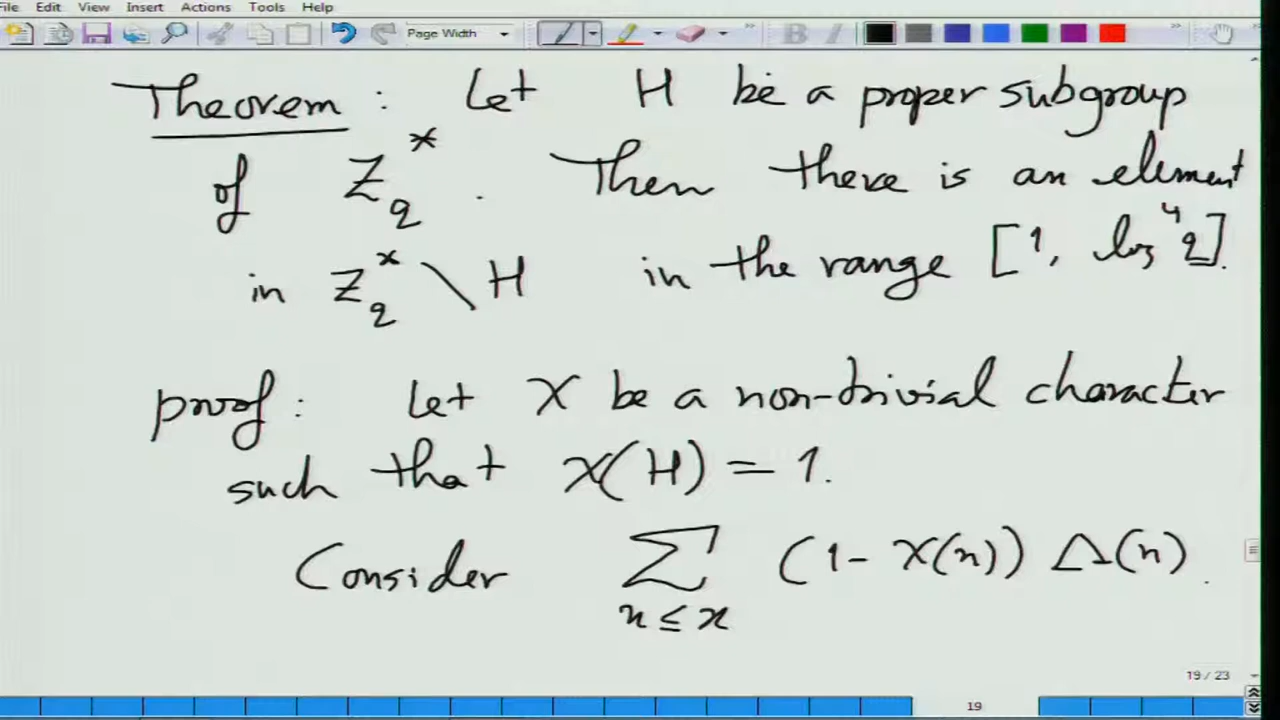 File Edit View Insert Actions Tools Help
Page Width
Theorem : Let H be a proper subgroup
of Z_q^* . Then there is an element
in Z_q^* \ H in the range [1, log^4 q].
proof : Let χ be a non-trivial character
such that χ(H) = 1.
Consider ∑_{n ≤ x} (1 - χ(n)) Δ(n) .
19 / 23
19